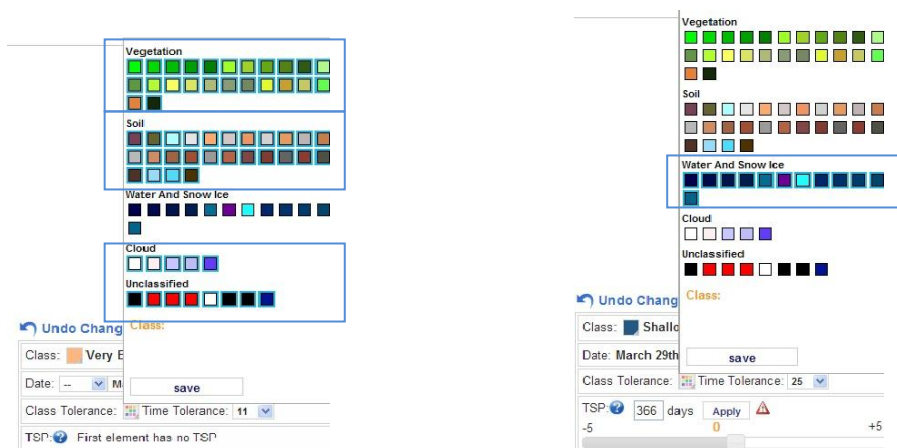 Vegetation
Soil
Water And Snow Ice
Cloud
Unclassified
Class:
Undo Chang
Class: Very
Date: --
save
Class Tolerance: Time Tolerance: 11
TSP: First element has no TSP
Vegetation
Soil
Water And Snow Ice
Cloud
Unclassified
Class:
Undo Chang
Class: Shallo
Date: March 29th
save
Class Tolerance: Time Tolerance: 25
TSP: 366 days Apply
-5 0 +5